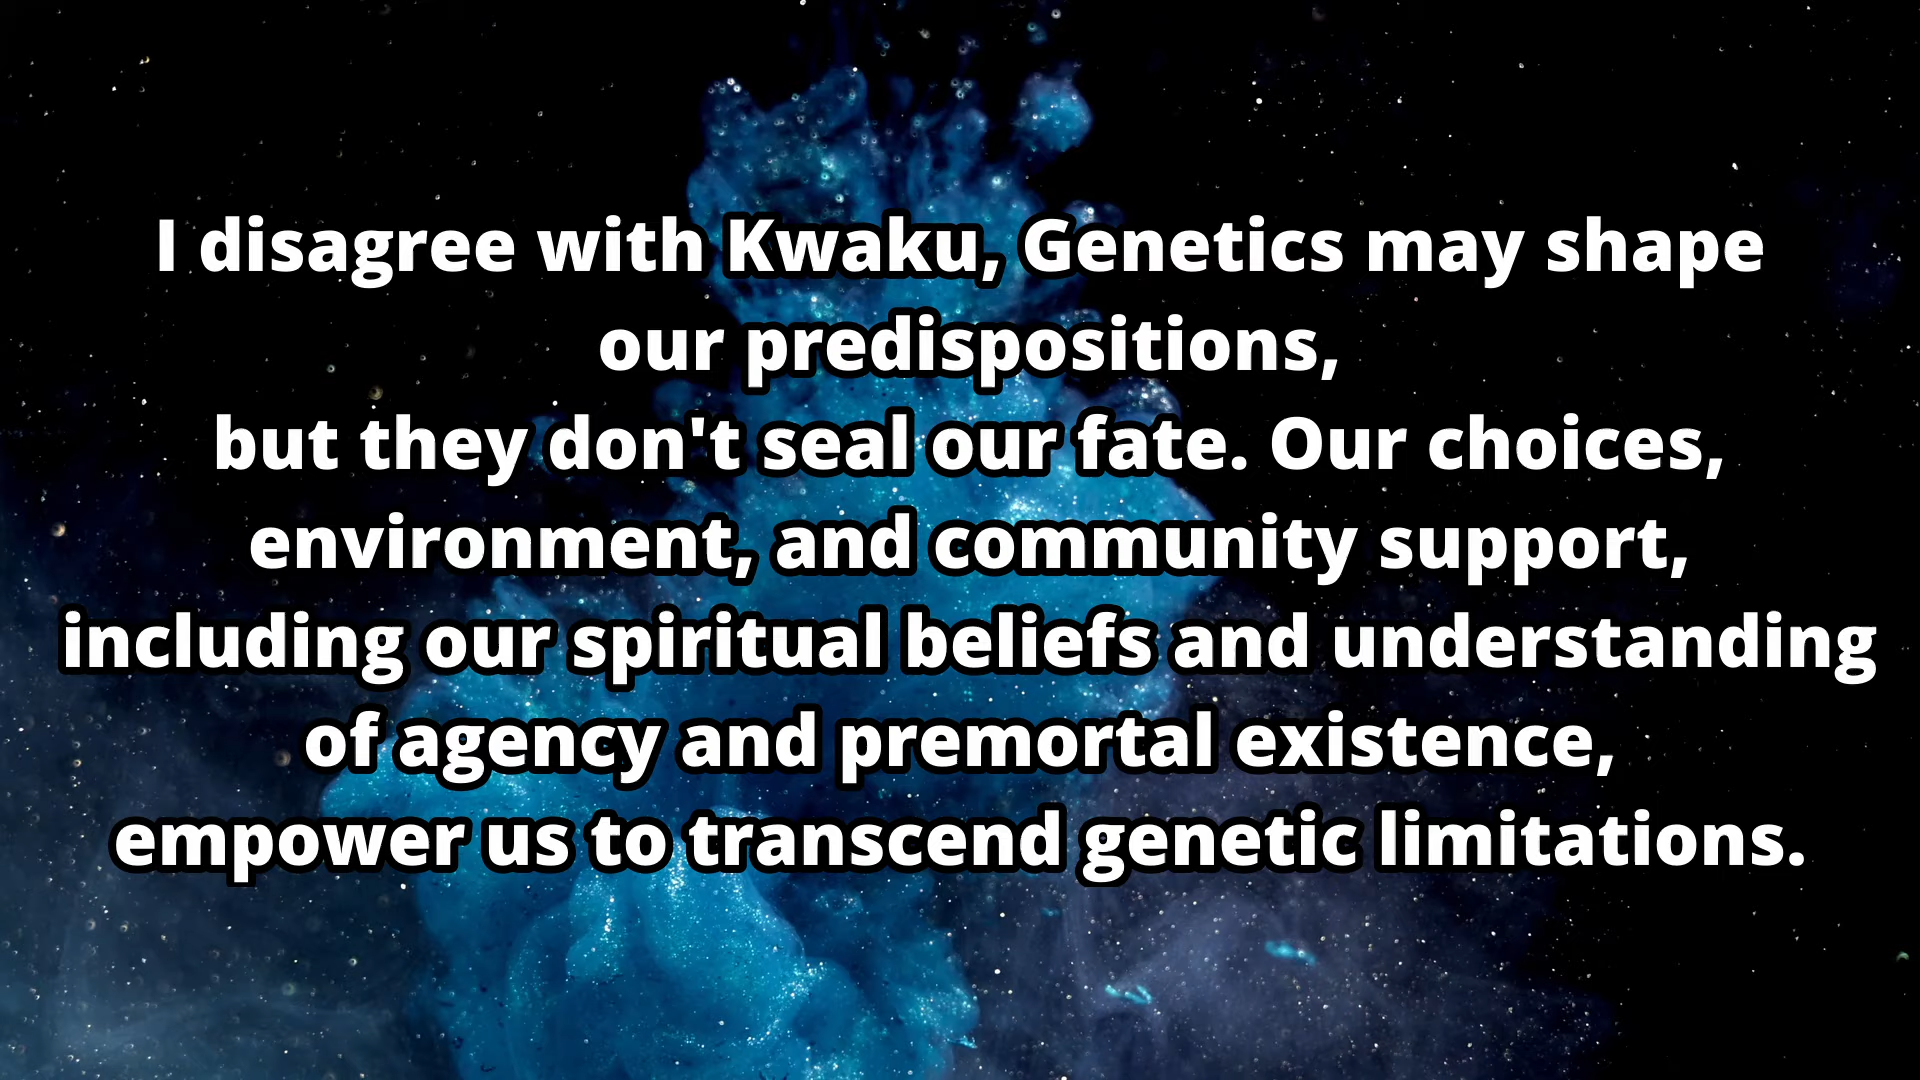 I disagree with Kwaku, Genetics may shape
our predispositions,
but they don't seal our fate. Our choices,
environment, and community support,
including our spiritual beliefs and understanding
of agency and premortal existence,
empower us to transcend genetic limitations.